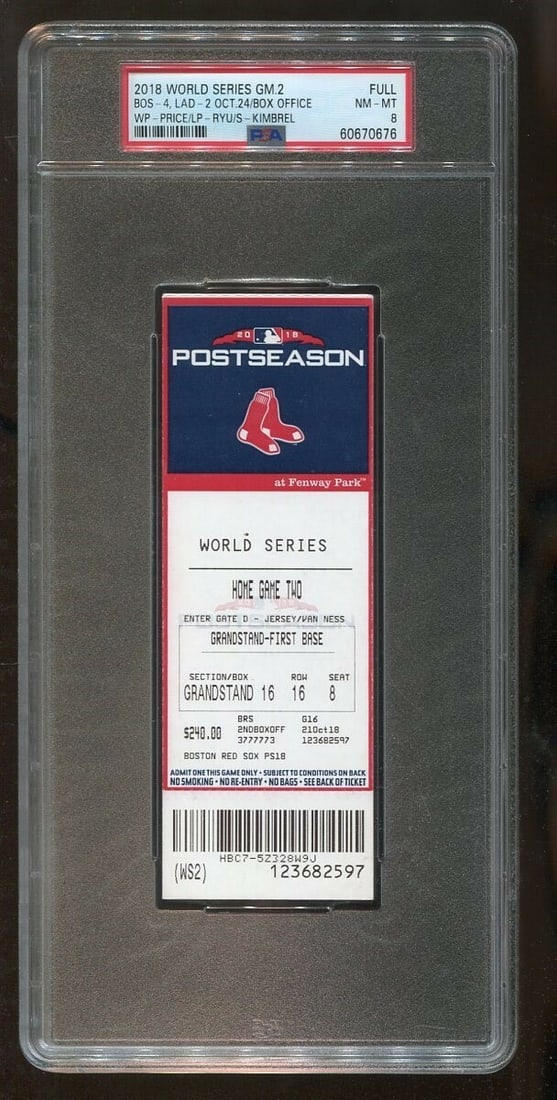 2018 WORLD SERIES GM.2 FULL
BOS - 4, LAD - 2 OCT.24/BOX OFFICE NM - MT
WP - PRICE/LP - RYU/S - KIMBREL 8
PSA 60670676
2018
POSTSEASON
at Fenway Park™
WORLD SERIES
HOME GAME TWO
ENTER GATE D - JERSEY/VAN NESS
GRANDSTAND-FIRST BASE
SECTION/BOX ROW SEAT
GRANDSTAND 16 16 8
BRS G16
$240.00 2NDBOXOFF 21Oct18
3777773 123682597
BOSTON RED SOX PS18
ADMIT ONE THIS GAME ONLY • SUBJECT TO CONDITIONS ON BACK
NO SMOKING • NO RE-ENTRY • NO BAGS • SEE BACK OF TICKET
HBC7-5Z328W9J
(WS2) 123682597